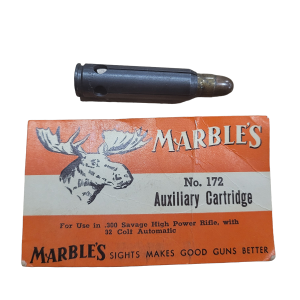 MARBLE'S
No. 172
Auxiliary Cartridge
For Use in .300 Savage High Power Rifle, with
32 Colt Automatic
MARBLE'S SIGHTS MAKES GOOD GUNS BETTER